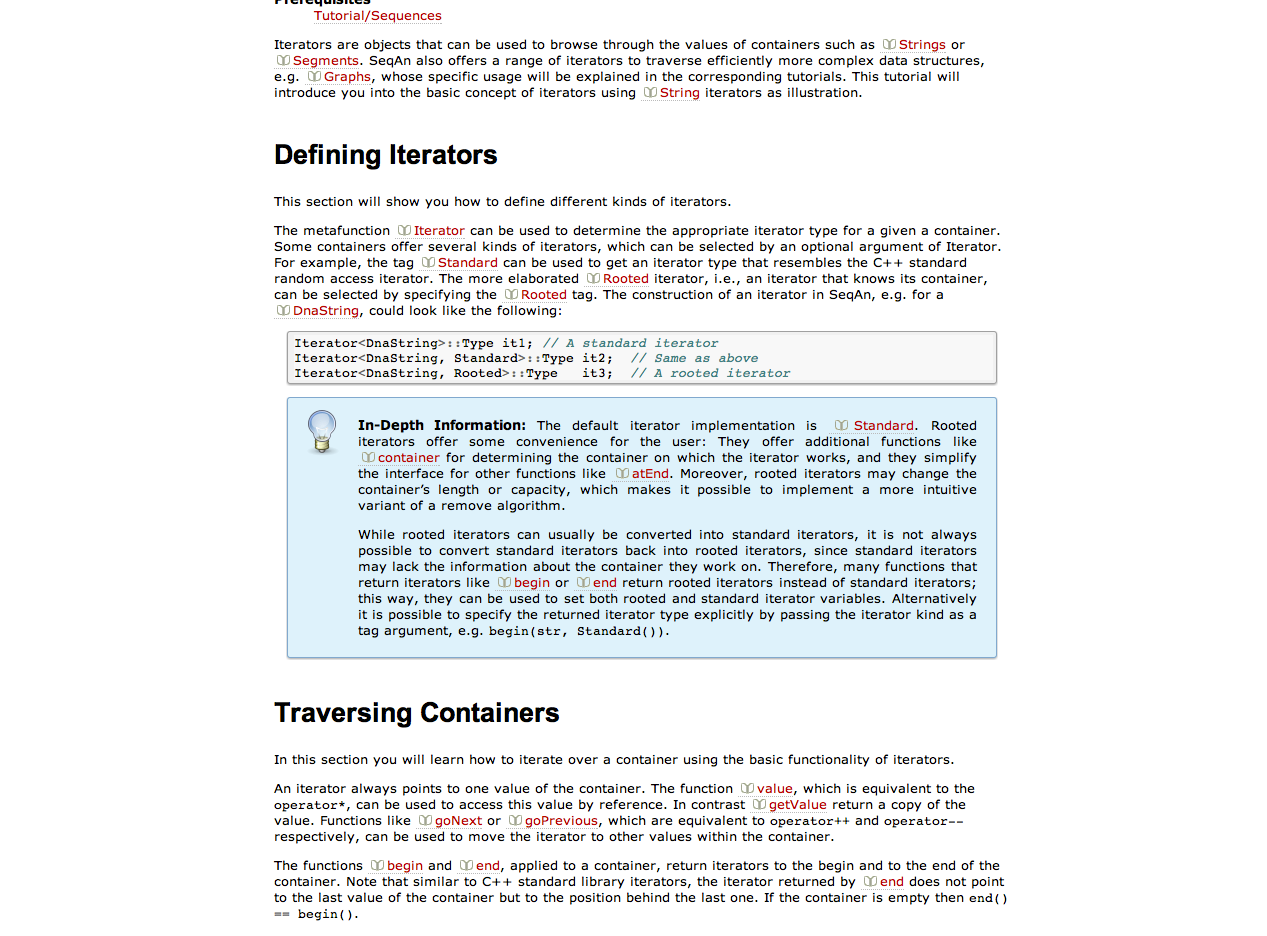 Prerequisites
Tutorial/Sequences
Iterators are objects that can be used to browse through the values of containers such as Strings or
Segments. SeqAn also offers a range of iterators to traverse efficiently more complex data structures,
e.g. Graphs, whose specific usage will be explained in the corresponding tutorials. This tutorial will
introduce you into the basic concept of iterators using String iterators as illustration.
Defining Iterators
This section will show you how to define different kinds of iterators.
The metafunction Iterator can be used to determine the appropriate iterator type for a given a container.
Some containers offer several kinds of iterators, which can be selected by an optional argument of Iterator.
For example, the tag Standard can be used to get an iterator type that resembles the C++ standard
random access iterator. The more elaborated Rooted iterator, i.e., an iterator that knows its container,
can be selected by specifying the Rooted tag. The construction of an iterator in SeqAn, e.g. for a
DnaString, could look like the following:
Iterator<DnaString>::Type it1; // A standard iterator
Iterator<DnaString, Standard>::Type it2;  // Same as above
Iterator<DnaString, Rooted>::Type   it3;  // A rooted iterator
In-Depth Information: The default iterator implementation is Standard. Rooted
iterators offer some convenience for the user: They offer additional functions like
container for determining the container on which the iterator works, and they simplify
the interface for other functions like atEnd. Moreover, rooted iterators may change the
container’s length or capacity, which makes it possible to implement a more intuitive
variant of a remove algorithm.
While rooted iterators can usually be converted into standard iterators, it is not always
possible to convert standard iterators back into rooted iterators, since standard iterators
may lack the information about the container they work on. Therefore, many functions that
return iterators like begin or end return rooted iterators instead of standard iterators;
this way, they can be used to set both rooted and standard iterator variables. Alternatively
it is possible to specify the returned iterator type explicitly by passing the iterator kind as a
tag argument, e.g. begin(str, Standard()).
Traversing Containers
In this section you will learn how to iterate over a container using the basic functionality of iterators.
An iterator always points to one value of the container. The function value, which is equivalent to the
operator*, can be used to access this value by reference. In contrast getValue return a copy of the
value. Functions like goNext or goPrevious, which are equivalent to operator++ and operator--
respectively, can be used to move the iterator to other values within the container.
The functions begin and end, applied to a container, return iterators to the begin and to the end of the
container. Note that similar to C++ standard library iterators, the iterator returned by end does not point
to the last value of the container but to the position behind the last one. If the container is empty then end()
== begin().